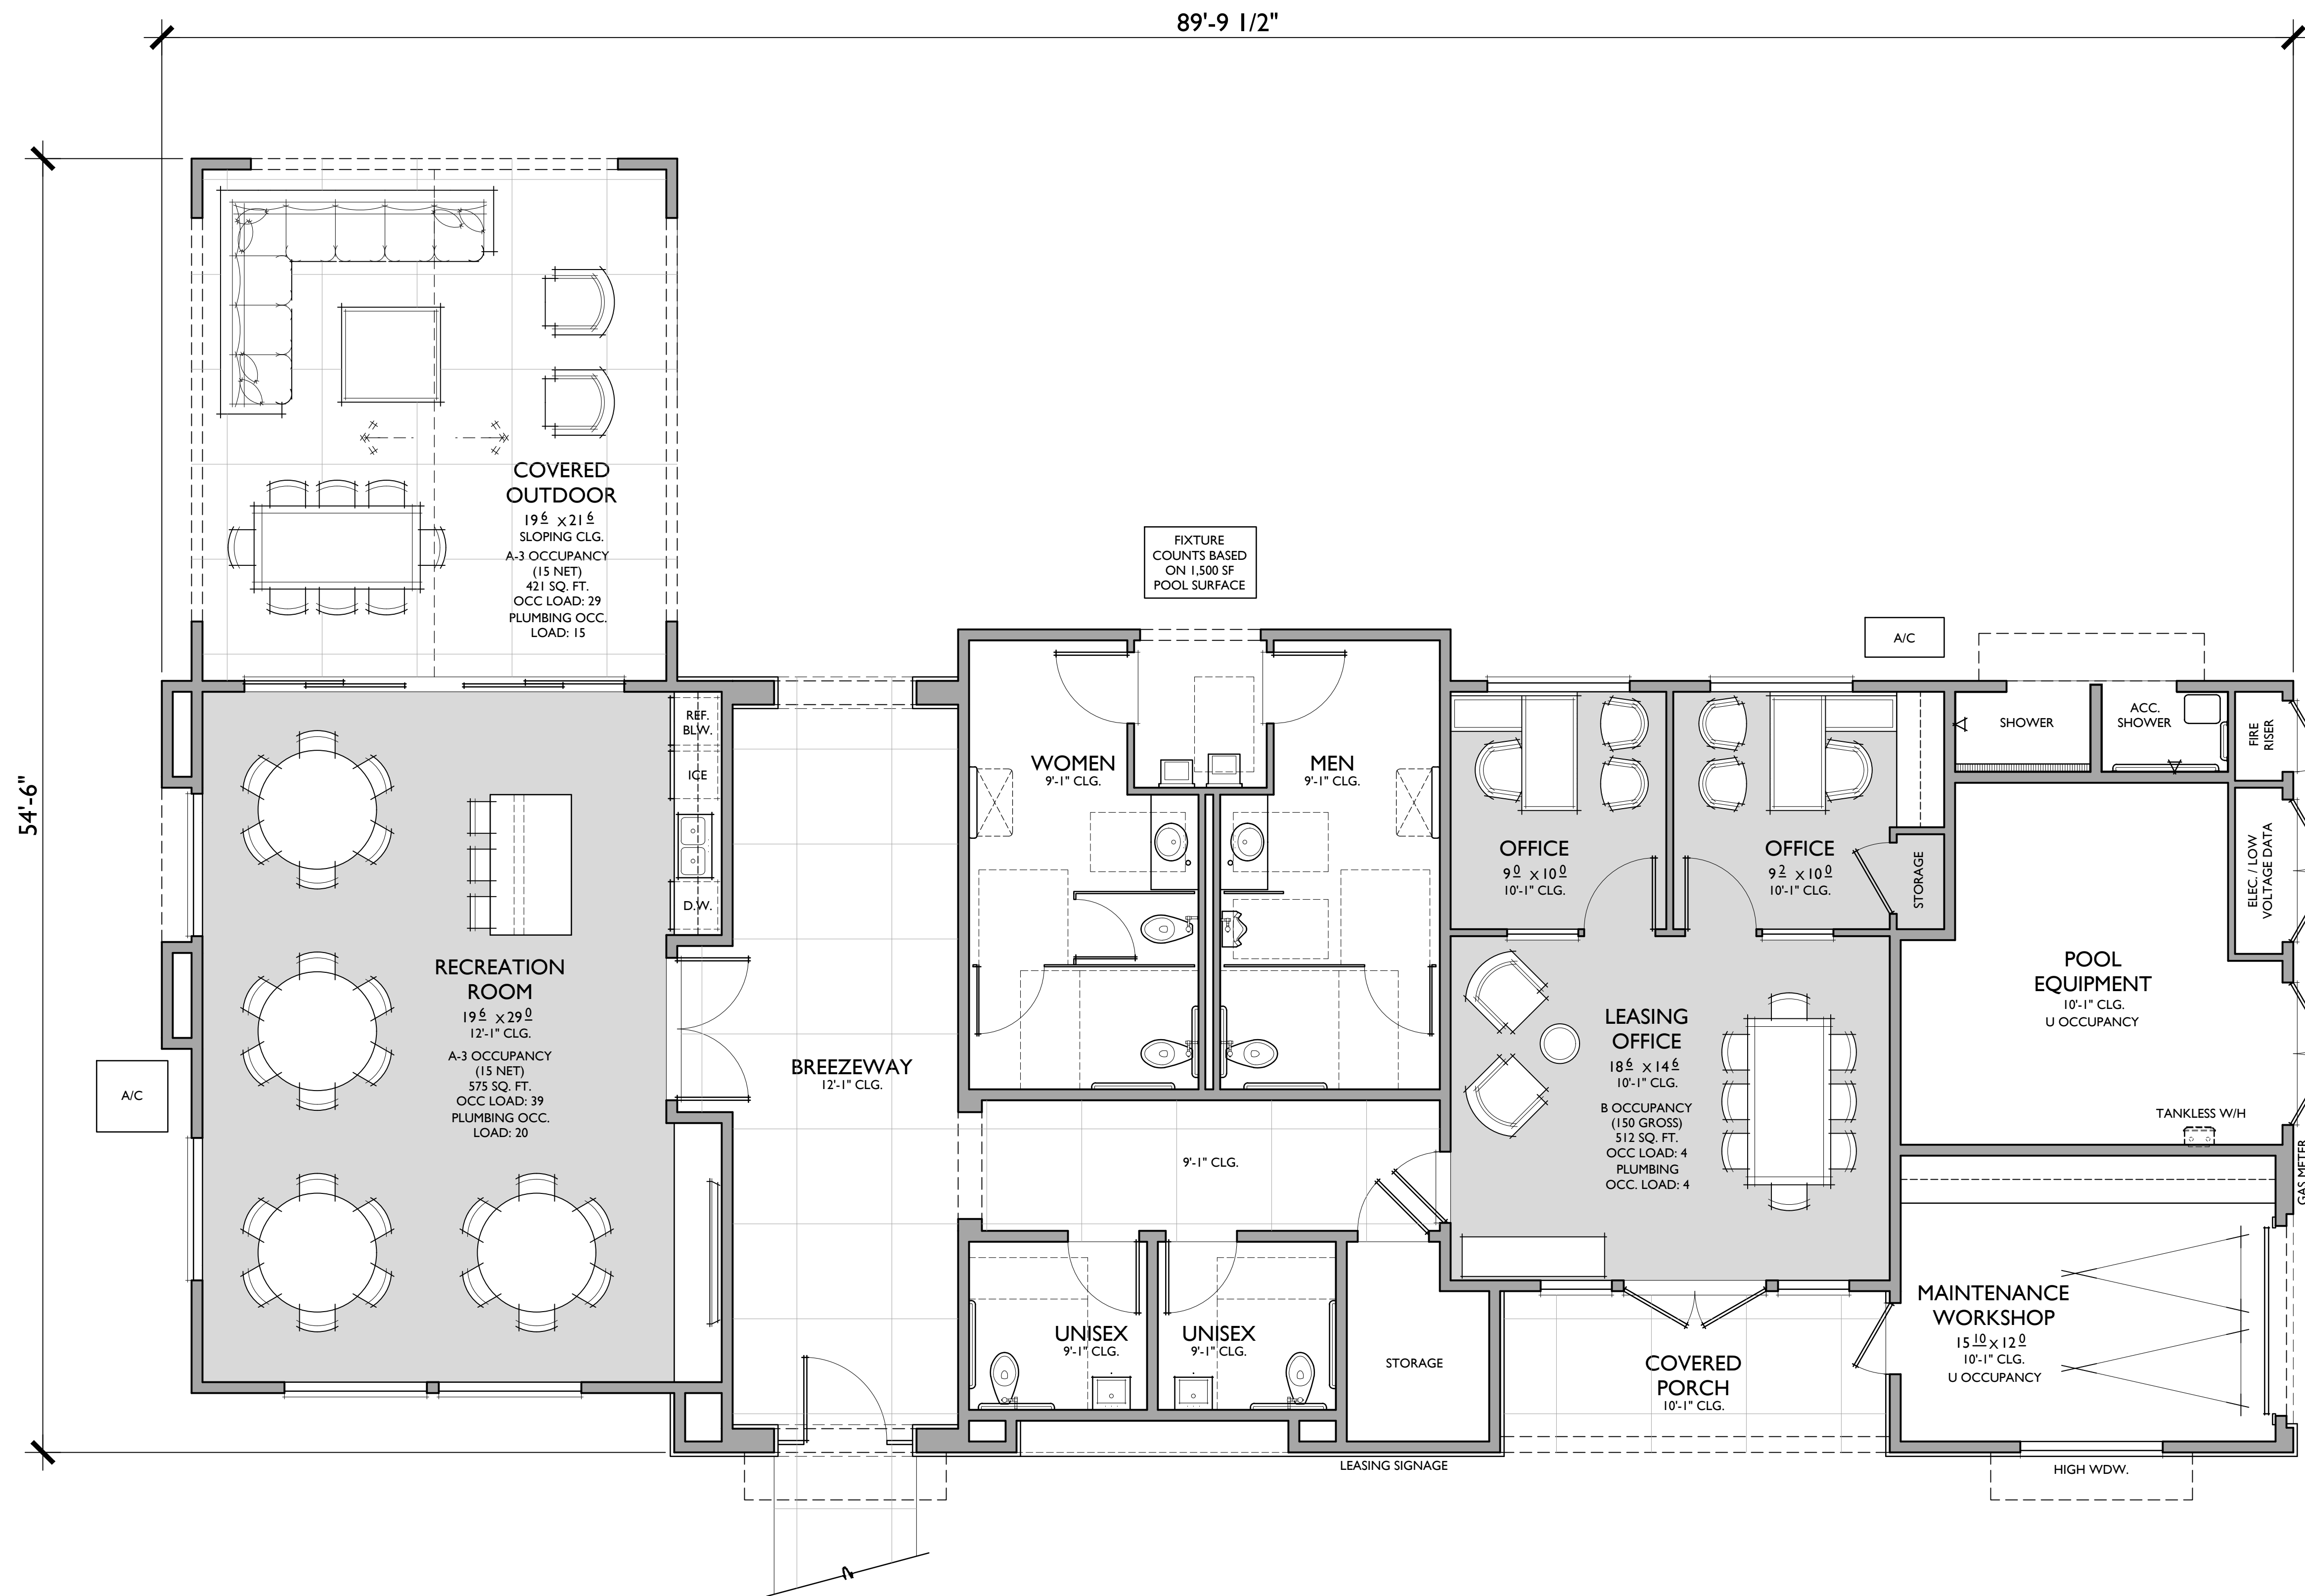 89'-9 1/2"
54'-6"
COVERED
OUTDOOR
19 6 x 21 6
SLOPING CLG.
A-3 OCCUPANCY
(15 NET)
421 SQ. FT.
OCC LOAD: 29
PLUMBING OCC.
LOAD: 15
FIXTURE
COUNTS BASED
ON 1,500 SF
POOL SURFACE
A/C
REF.
BLW.
ICE
D.W.
WOMEN
9'-1" CLG.
MEN
9'-1" CLG.
SHOWER
ACC.
SHOWER
FIRE
RISER
OFFICE
9 0 x 10 0
10'-1" CLG.
OFFICE
9 2 x 10 0
10'-1" CLG.
STORAGE
ELEC. / LOW
VOLTAGE DATA
RECREATION
ROOM
19 6 x 29 0
12'-1" CLG.
A-3 OCCUPANCY
(15 NET)
575 SQ. FT.
OCC LOAD: 39
PLUMBING OCC.
LOAD: 20
A/C
BREEZEWAY
12'-1" CLG.
POOL
EQUIPMENT
10'-1" CLG.
U OCCUPANCY
LEASING
OFFICE
18 6 x 14 6
10'-1" CLG.
B OCCUPANCY
(150 GROSS)
512 SQ. FT.
OCC LOAD: 4
PLUMBING
OCC. LOAD: 4
TANKLESS W/H
GAS METER
9'-1" CLG.
UNISEX
9'-1" CLG.
UNISEX
9'-1" CLG.
STORAGE
COVERED
PORCH
10'-1" CLG.
MAINTENANCE
WORKSHOP
15 10 x 12 0
10'-1" CLG.
U OCCUPANCY
LEASING SIGNAGE
HIGH WDW.